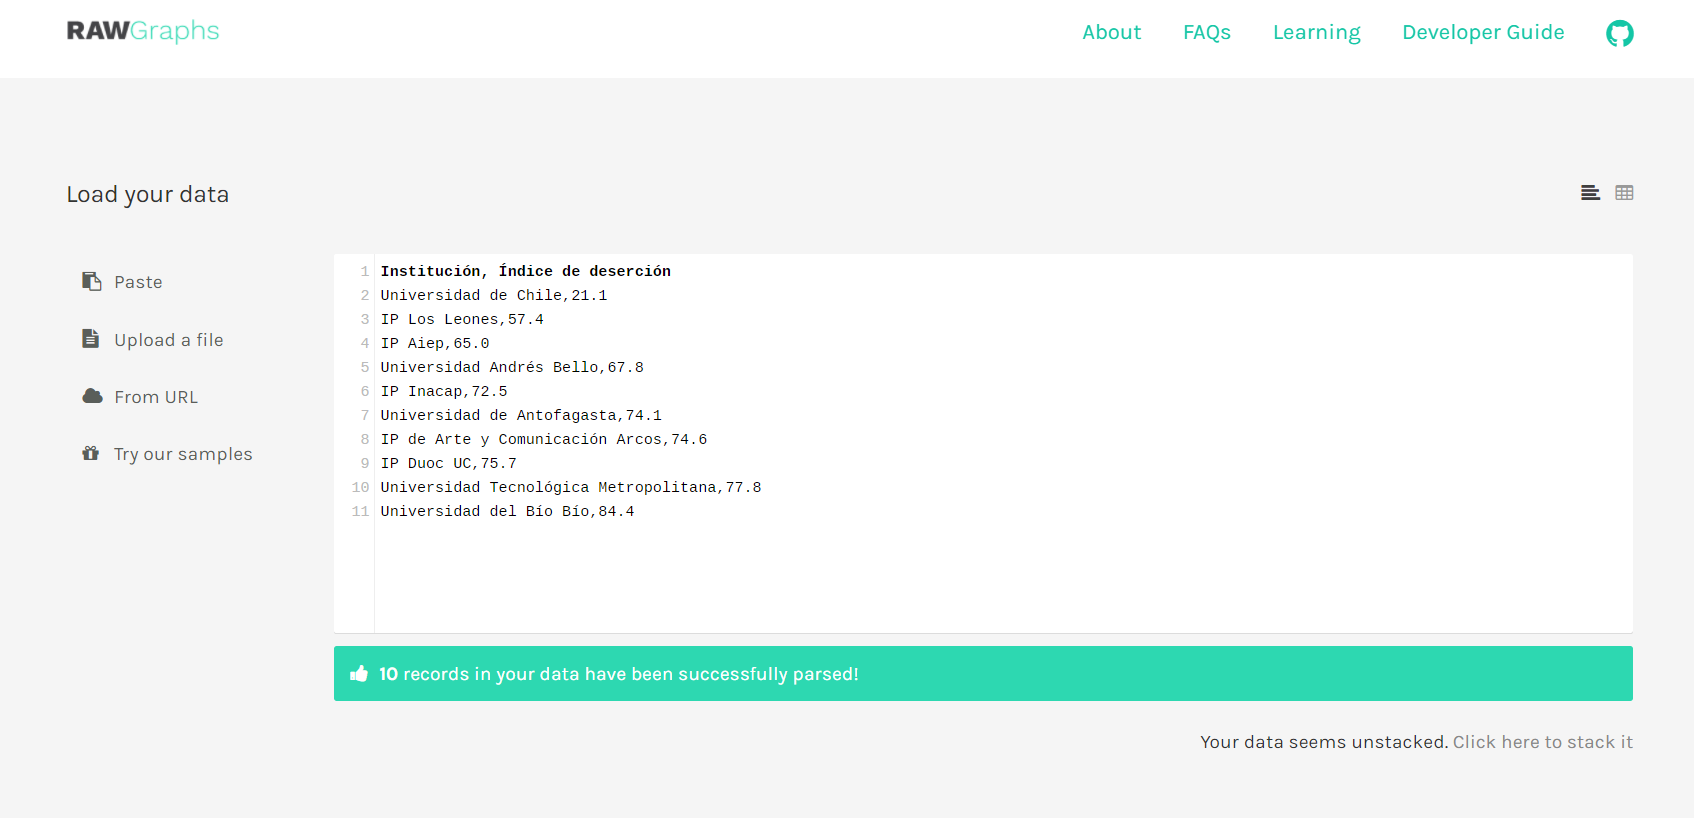 RAWGraphs
About FAQs Learning Developer Guide
Load your data
Paste
Upload a file
From URL
Try our samples
1 Institución, Índice de deserción
2 Universidad de Chile,21.1
3 IP Los Leones,57.4
4 IP Aiep,65.0
5 Universidad Andrés Bello,67.8
6 IP Inacap,72.5
7 Universidad de Antofagasta,74.1
8 IP de Arte y Comunicación Arcos,74.6
9 IP Duoc UC,75.7
10 Universidad Tecnológica Metropolitana,77.8
11 Universidad del Bío Bío,84.4
10 records in your data have been successfully parsed!
Your data seems unstacked. Click here to stack it